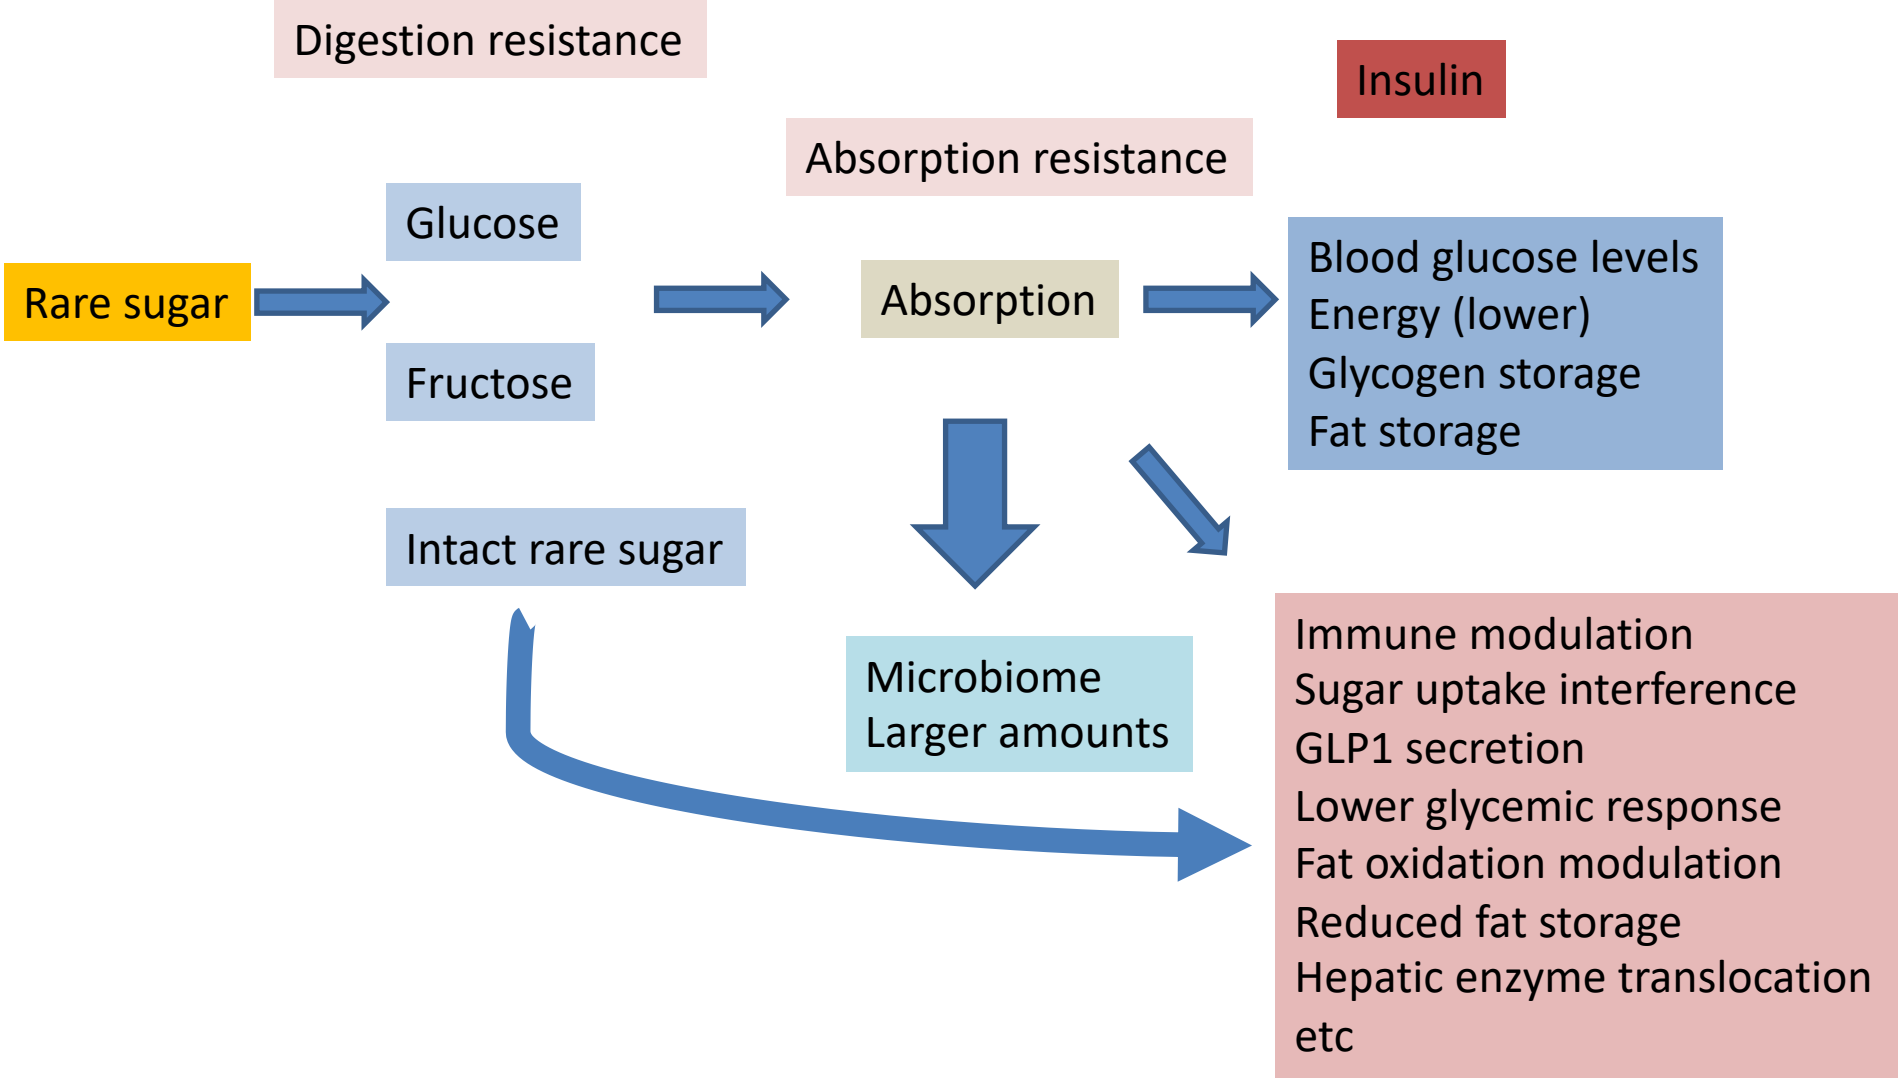 Digestion resistance
Insulin
Absorption resistance
Glucose
Rare sugar
Fructose
Absorption
Blood glucose levels
Energy (lower)
Glycogen storage
Fat storage
Intact rare sugar
Microbiome
Larger amounts
Immune modulation
Sugar uptake interference
GLP1 secretion
Lower glycemic response
Fat oxidation modulation
Reduced fat storage
Hepatic enzyme translocation
etc